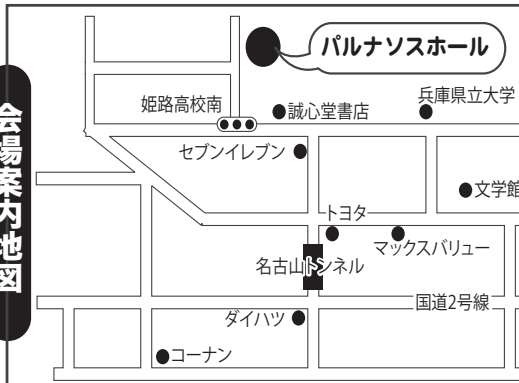 会場案内地図
パルナソスホール
姫路高校南
誠心堂書店
兵庫県立大学
セブンイレブン
文学館
トヨタ
マックスバリュー
名古山トンネル
国道2号線
ダイハツ
コーナン